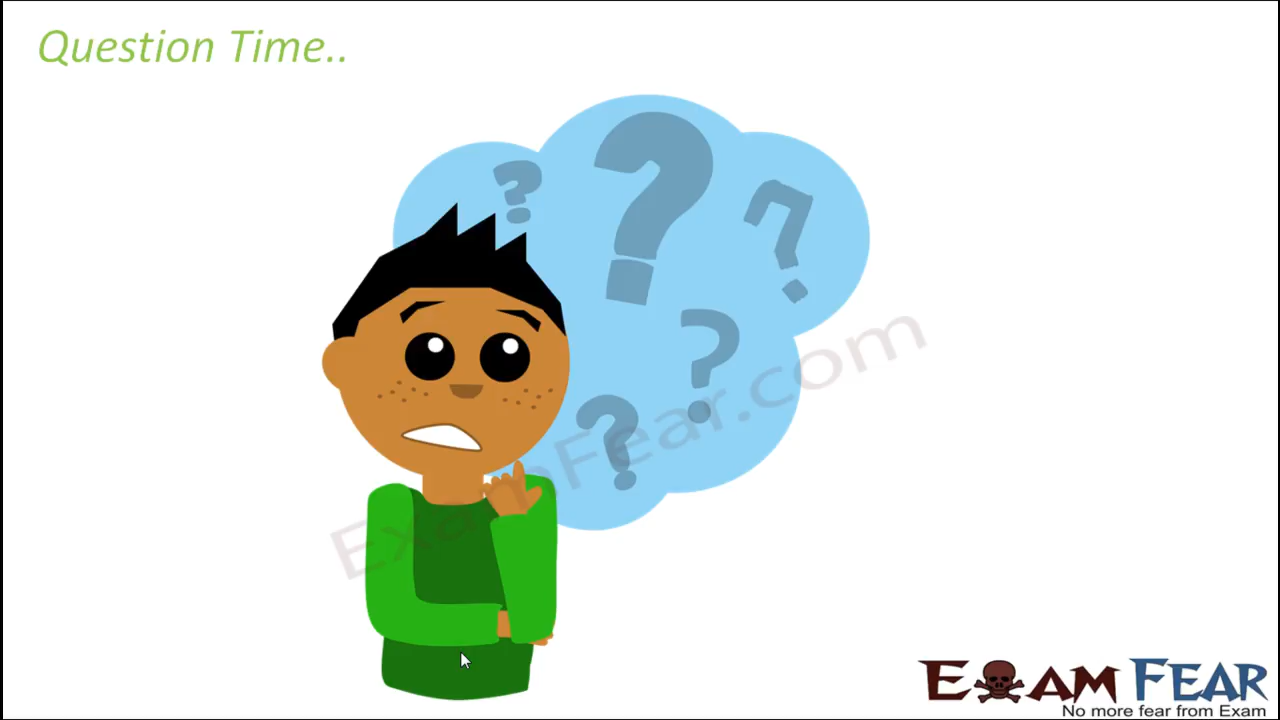 Question Time..
? ? ?
?
?
ExamFear.com
EXAM FEAR
No more fear from Exam